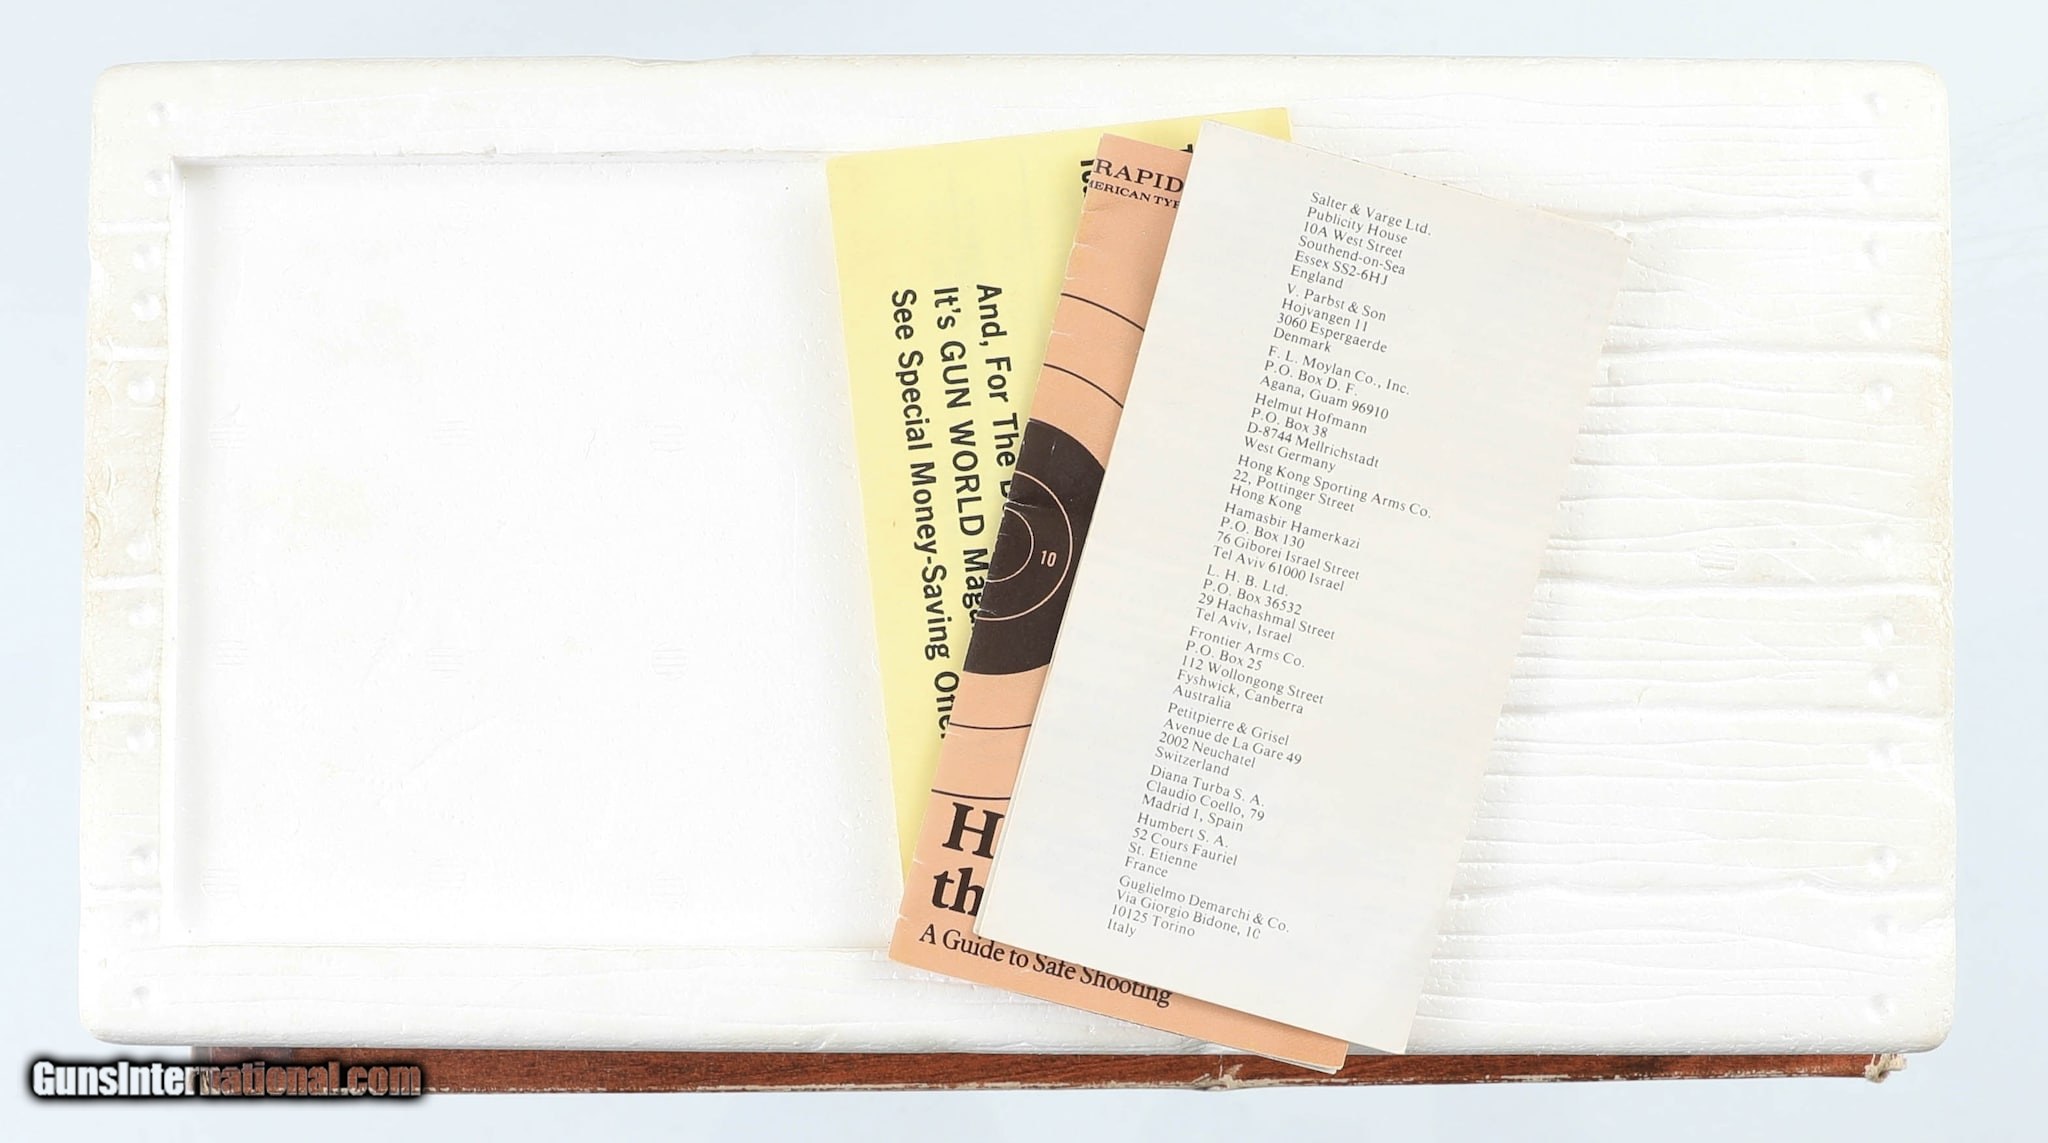 And, For The
It's GUN WORLD
See Special Money-Saving
RAPID
10
A Guide to Safe Shooting
Salter & Varge Ltd.
Publicity House
10A West Street
Southend-on-Sea
Essex SS2-6HJ
England
V. Parbst & Son
Hojvangen 11
3060 Espergaerde
Denmark
F. L. Moylan Co., Inc.
P.O. Box D. F.
Agana, Guam 96910
Helmut Hofmann
P.O. Box 38
D-8744 Mellrichstadt
West Germany
Hong Kong Sporting Arms Co.
22, Pottinger Street
Hong Kong
Hamasbir Hamerkazi
P.O. Box 130
76 Giborei Israel Street
Tel Aviv 61000 Israel
L. H. B. Ltd.
P.O. Box 36532
29 Hachashmal Street
Tel Aviv, Israel
Frontier Arms Co.
P.O. Box 25
112 Wollongong Street
Fyshwick, Canberra
Australia
Petitpierre & Grisel
Avenue de La Gare 49
2002 Neuchatel
Switzerland
Diana Turba S. A.
Claudio Coello, 79
Madrid 1, Spain
Humbert S. A.
52 Cours Fauriel
St. Etienne
France
Guglielmo Demarchi & Co.
Via Giorgio Bidone, 1C
10125 Torino
Italy
GunsInternational.com